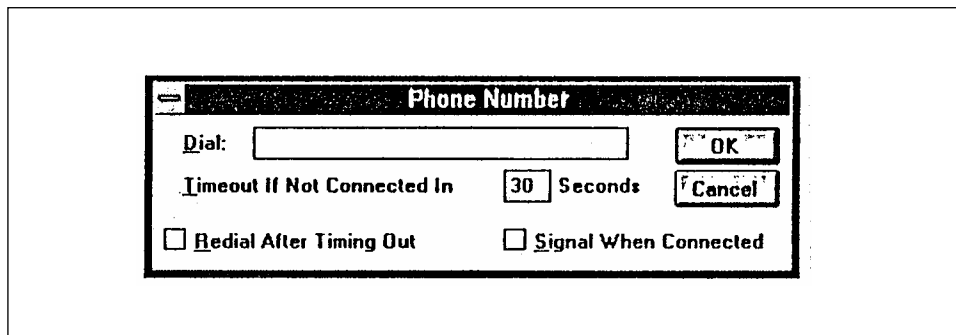 Phone Number
Dial:
OK
Timeout If Not Connected In 30 Seconds
Cancel
Redial After Timing Out
Signal When Connected